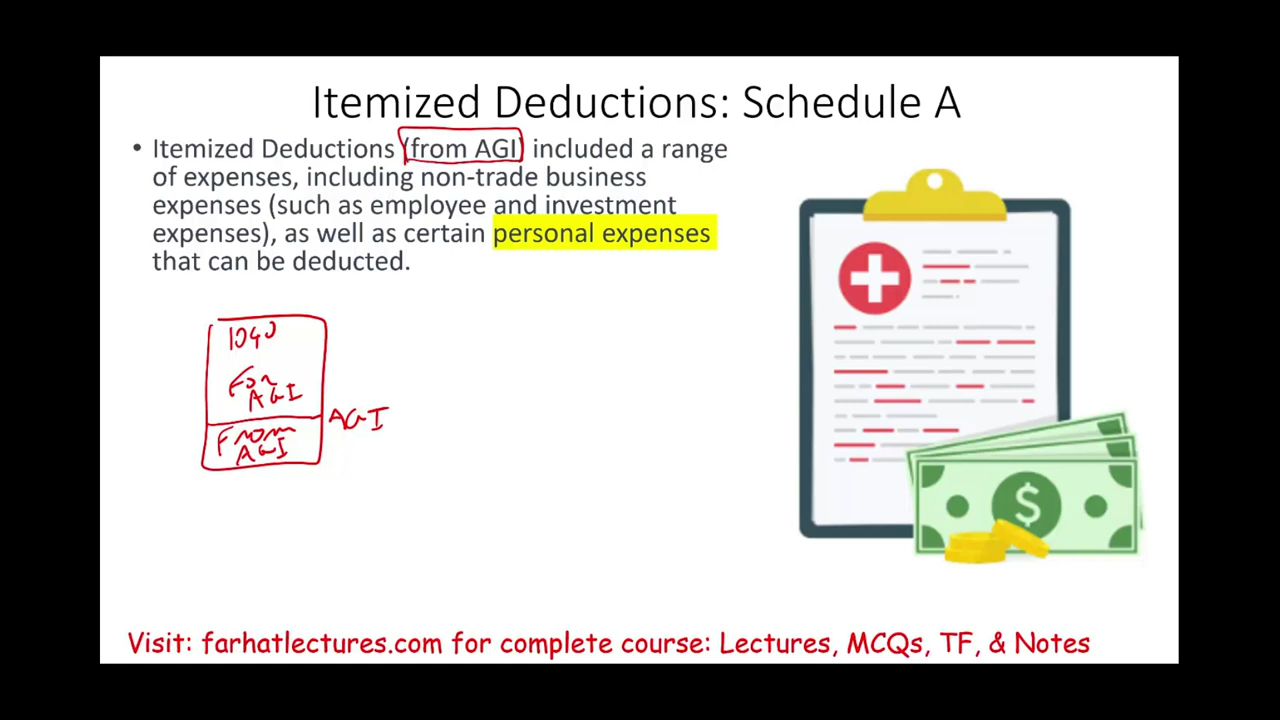 Itemized Deductions: Schedule A
• Itemized Deductions (from AGI) included a range
of expenses, including non-trade business
expenses (such as employee and investment
expenses), as well as certain personal expenses
that can be deducted.
1040
For
AGI
AGI
From
AGI
$
Visit: farhatlectures.com for complete course: Lectures, MCQs, TF, & Notes